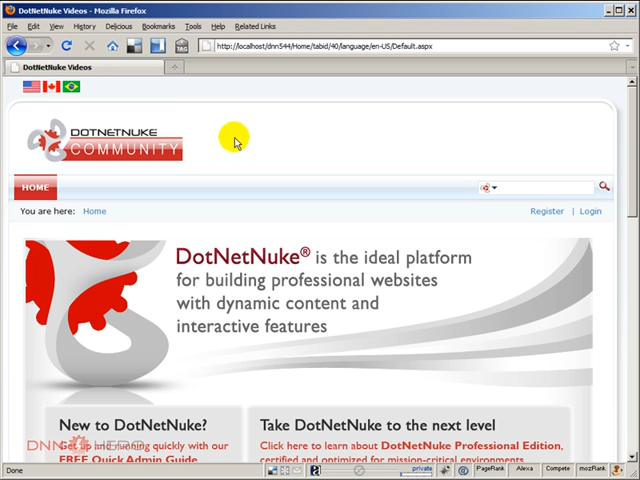 DotNetNuke Videos - Mozilla Firefox
File Edit View History Delicious Bookmarks Tools Help Related Links
TAG http://localhost/dnn544/Home/tabid/40/language/en-US/Default.aspx
DotNetNuke Videos
DOTNETNUKE
COMMUNITY
HOME
You are here: Home Register | Login
DotNetNuke® is the ideal platform
for building professional websites
with dynamic content and
interactive features
New to DotNetNuke? Take DotNetNuke to the next level
Get up and running quickly with our Click here to learn about DotNetNuke Professional Edition,
FREE Quick Admin Guide certified and optimized for mission-critical environments
DNN HERO
Done private PageRank Alexa Compete mozRank